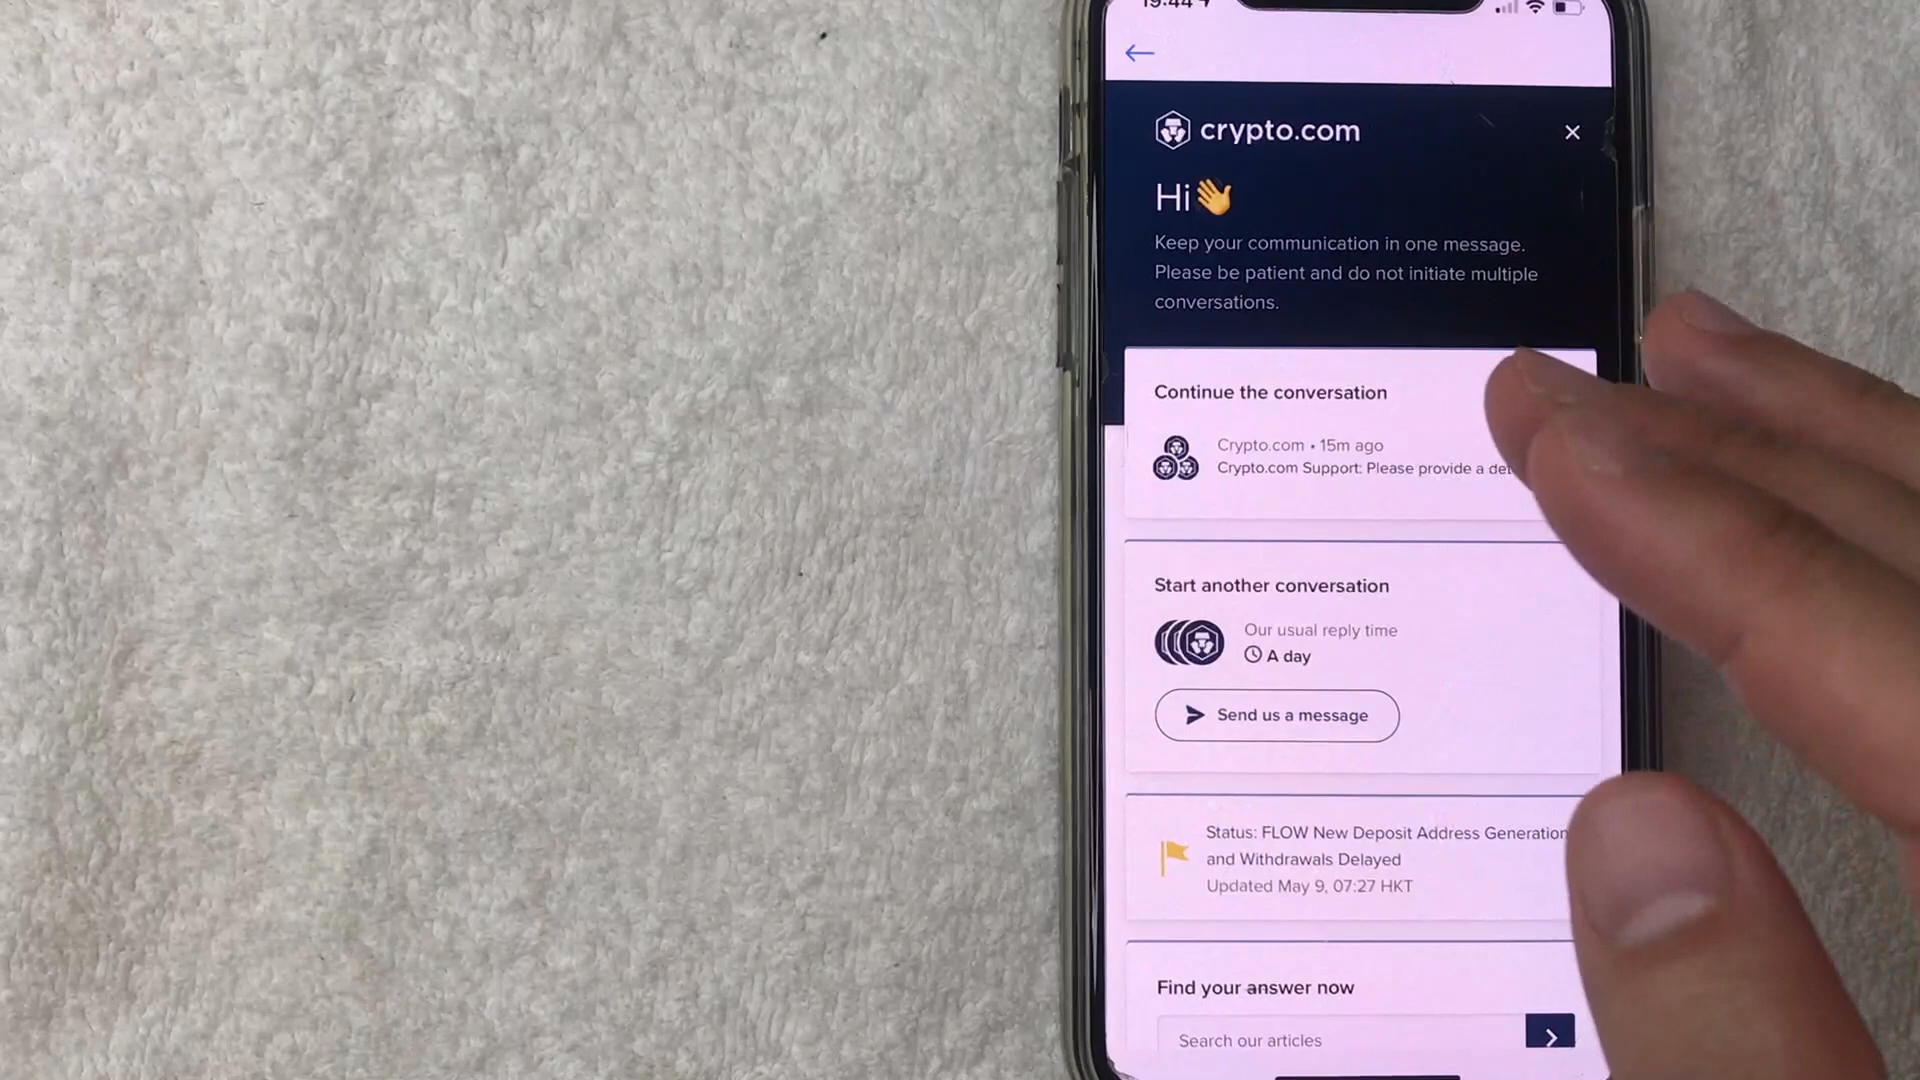 19:44
crypto.com
Hi👋
Keep your communication in one message.
Please be patient and do not initiate multiple
conversations.
Continue the conversation
Crypto.com • 15m ago
Crypto.com Support: Please provide a
Start another conversation
Our usual reply time
A day
Send us a message
Status: FLOW New Deposit Address Generation
and Withdrawals Delayed
Updated May 9, 07:27 HKT
Find your answer now
Search our articles